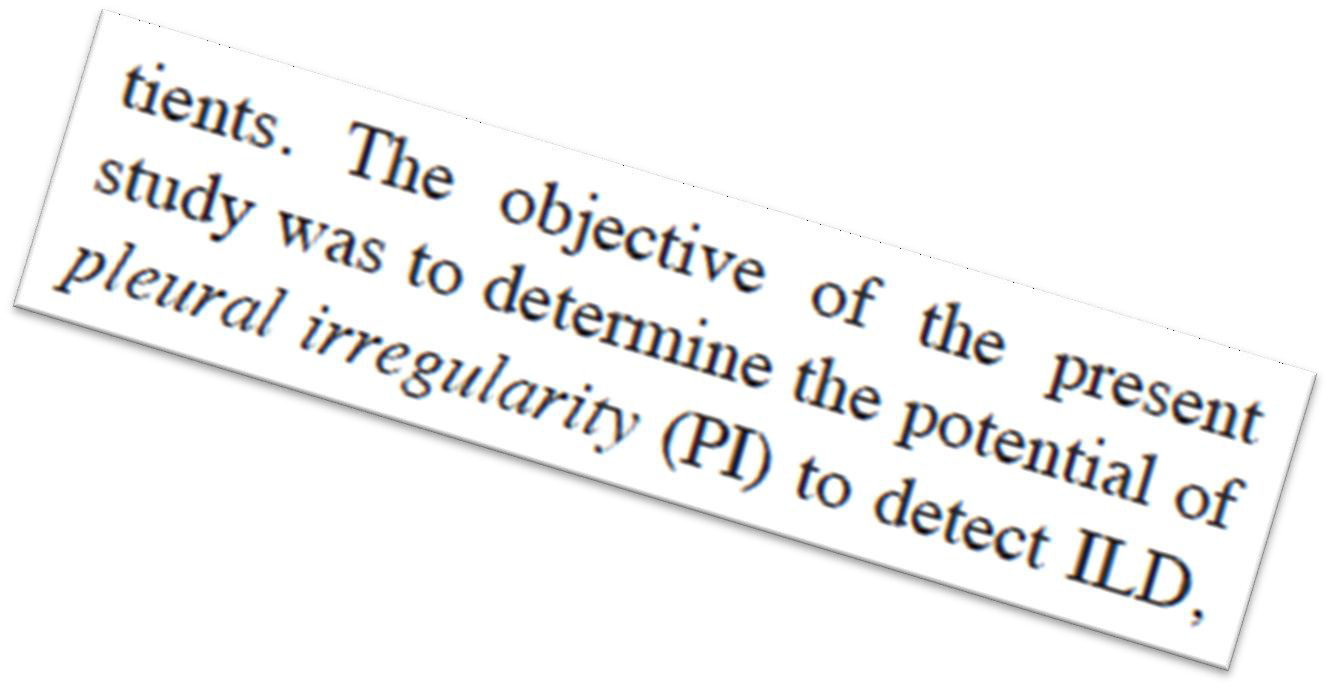 tients. The objective of the present
study was to determine the potential of
pleural irregularity (PI) to detect ILD,